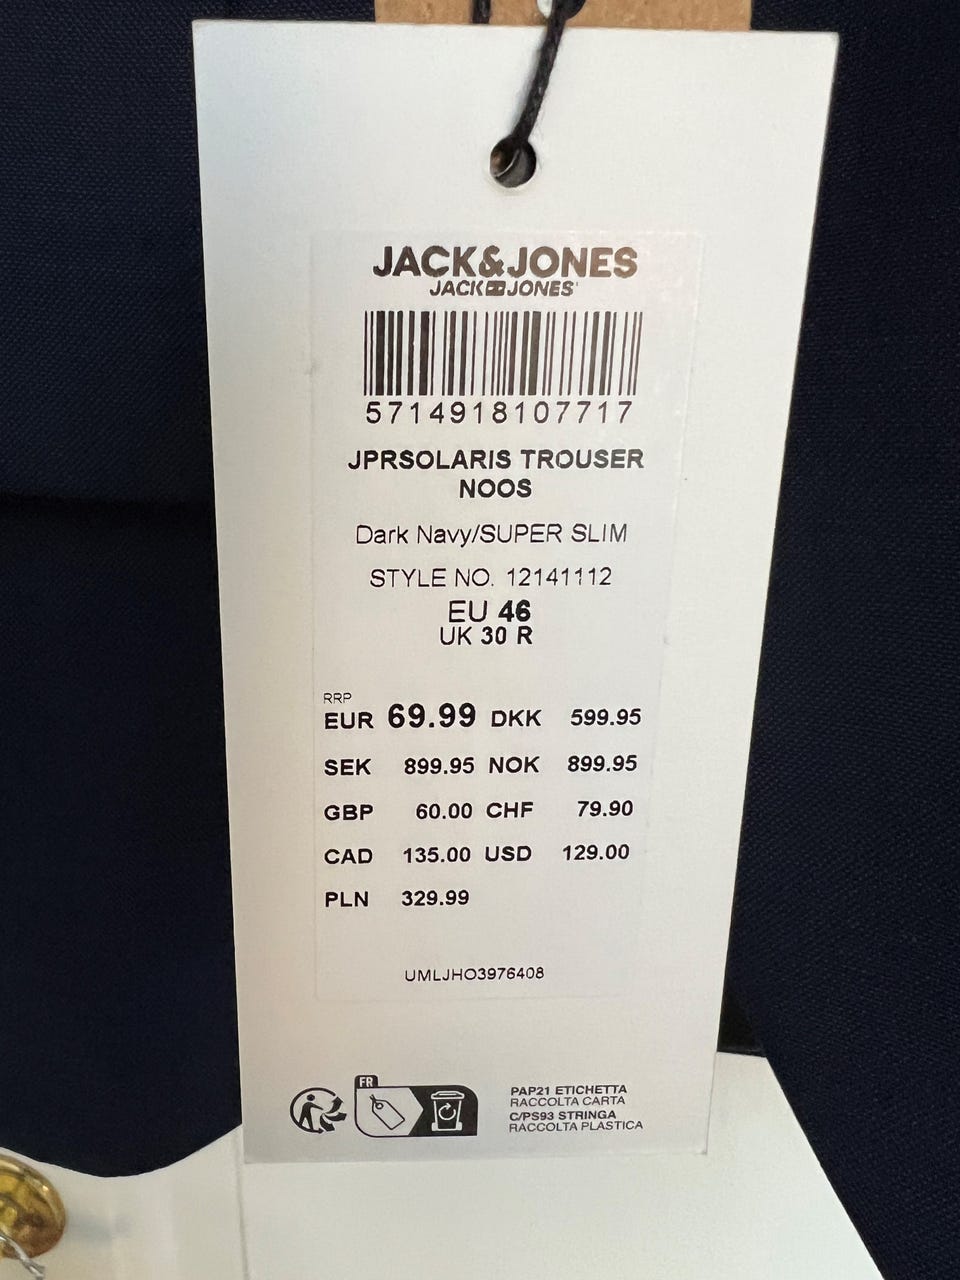 JACK&JONES
JACK JONES
5714918107717
JPRSOLARIS TROUSER
NOOS
Dark Navy/SUPER SLIM
STYLE NO. 12141112
EU 46
UK 30 R
RRP
EUR 69.99 DKK 599.95
SEK 899.95 NOK 899.95
GBP 60.00 CHF 79.90
CAD 135.00 USD 129.00
PLN 329.99
UMLJHO3976408
FR
PAP21 ETICHETTA
RACCOLTA CARTA
C/PS93 STRINGA
RACCOLTA PLASTICA